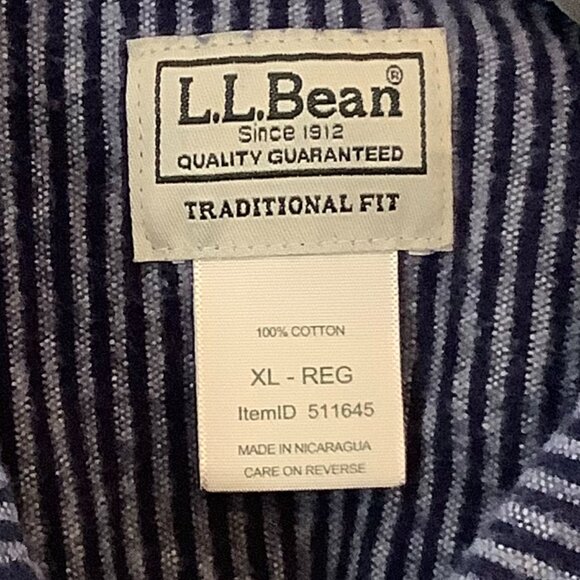 L.L.Bean®
Since 1912
QUALITY GUARANTEED
TRADITIONAL FIT
100% COTTON
XL - REG
ItemID 511645
MADE IN NICARAGUA
CARE ON REVERSE